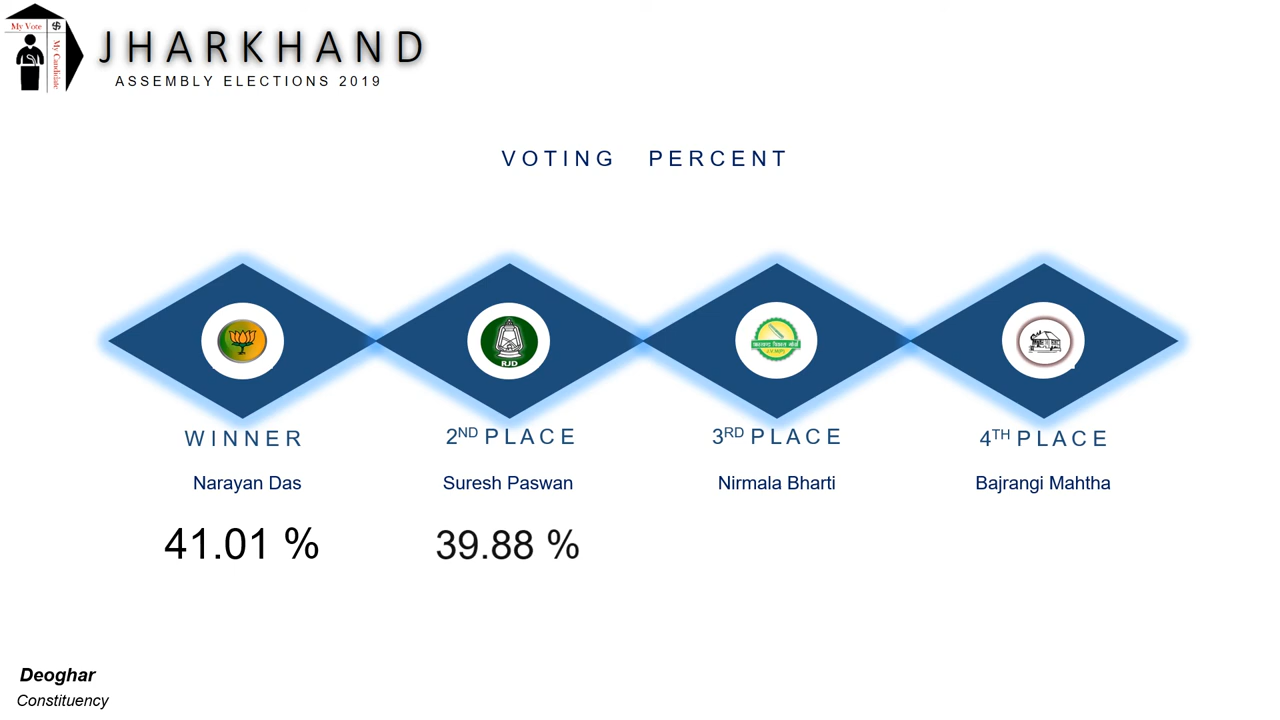 My Vote
My Candidate
JHARKHAND
ASSEMBLY ELECTIONS 2019
VOTING PERCENT
RJD
WINNER
2ND PLACE
3RD PLACE
4TH PLACE
Narayan Das
Suresh Paswan
Nirmala Bharti
Bajrangi Mahtha
41.01 %
39.88 %
Deoghar
Constituency